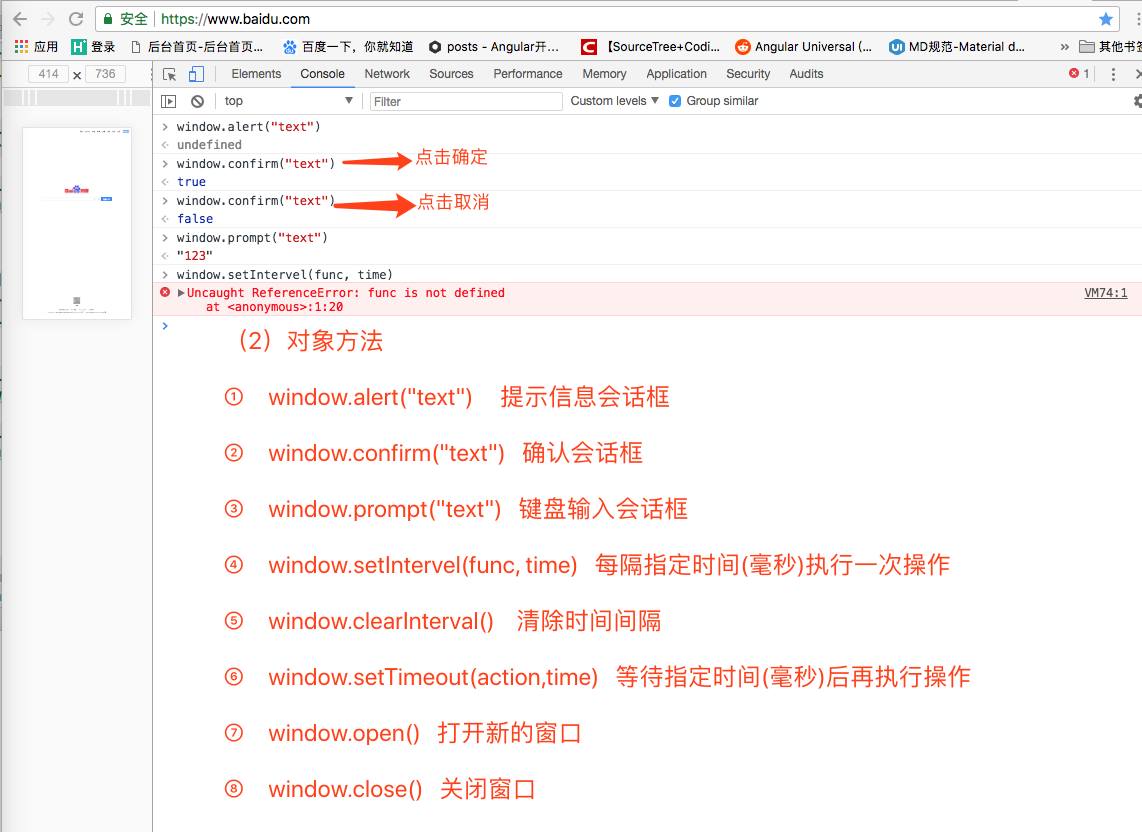 安全 https://www.baidu.com
应用 登录 后台首页-后台首页... 百度一下，你就知道 posts - Angular开... 【SourceTree+Codi... Angular Universal (... MD规范-Material d... » 其他书签
414 × 736 Elements Console Network Sources Performance Memory Application Security Audits 1
top Filter Custom levels Group similar
window.alert("text")
undefined
window.confirm("text") 点击确定
true
window.confirm("text") 点击取消
false
window.prompt("text")
"123"
window.setIntervel(func, time)
Uncaught ReferenceError: func is not defined VM74:1
at <anonymous>:1:20
（2）对象方法
① window.alert("text") 提示信息会话框
② window.confirm("text") 确认会话框
③ window.prompt("text") 键盘输入会话框
④ window.setIntervel(func, time) 每隔指定时间(毫秒)执行一次操作
⑤ window.clearInterval() 清除时间间隔
⑥ window.setTimeout(action,time) 等待指定时间(毫秒)后再执行操作
⑦ window.open() 打开新的窗口
⑧ window.close() 关闭窗口